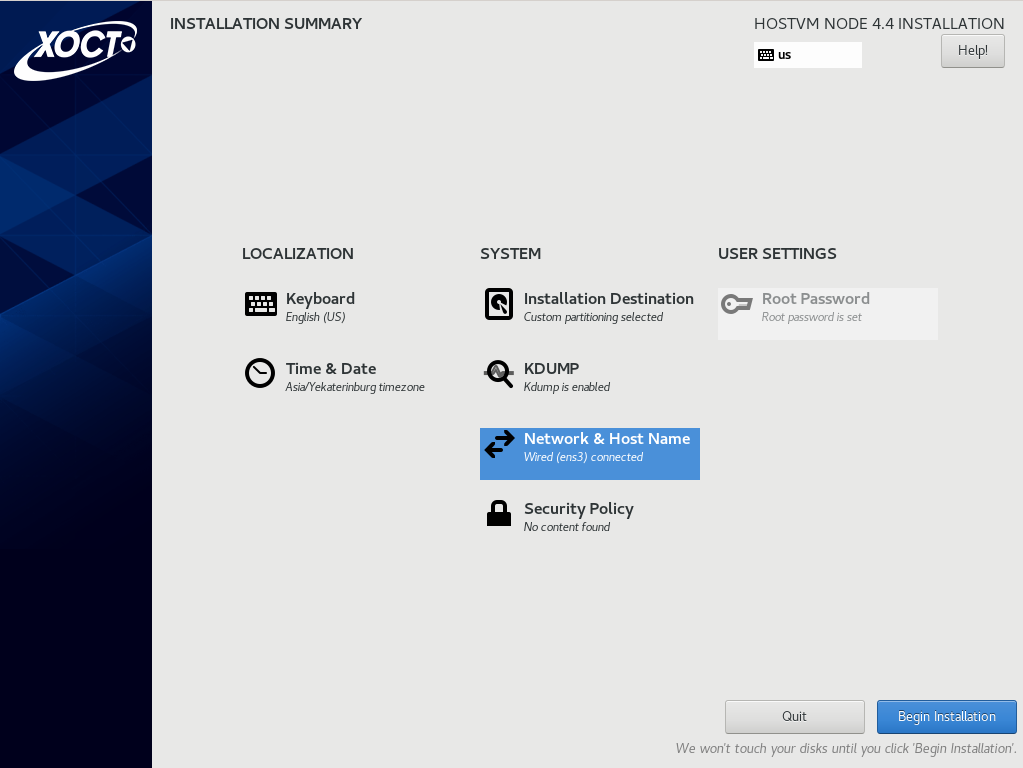 ХОСТ
INSTALLATION SUMMARY
HOSTVM NODE 4.4 INSTALLATION
us
Help!
LOCALIZATION
Keyboard
English (US)
Time & Date
Asia/Yekaterinburg timezone
SYSTEM
Installation Destination
Custom partitioning selected
KDUMP
Kdump is enabled
Network & Host Name
Wired (ens3) connected
Security Policy
No content found
USER SETTINGS
Root Password
Root password is set
Quit
Begin Installation
We won't touch your disks until you click 'Begin Installation'.